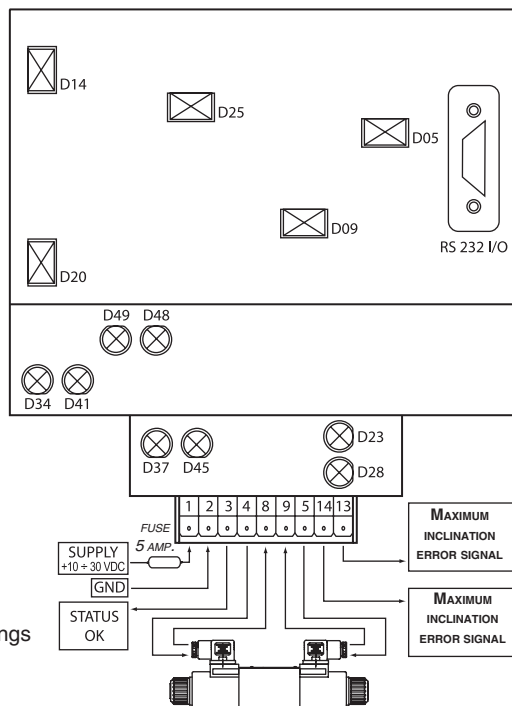 D14
D25
D05
D09
RS 232 I/O
D20
D49 D48
D34 D41
D37 D45
D23
D28
1 2 3 4 8 9 5 14 13
FUSE
5 AMP.
SUPPLY
+10 ÷ 30 VDC
GND
STATUS
OK
MAXIMUM
INCLINATION
ERROR SIGNAL
MAXIMUM
INCLINATION
ERROR SIGNAL